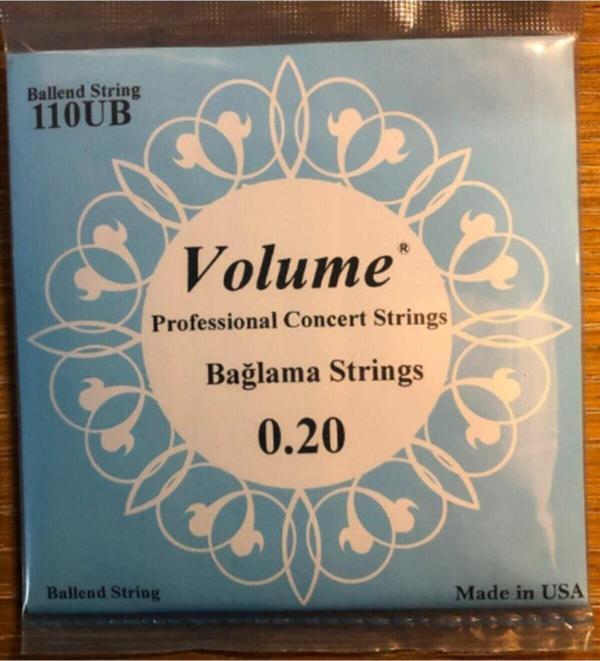 Ballend String
110UB
Volume®
Professional Concert Strings
Bağlama Strings
0.20
Ballend String
Made in USA